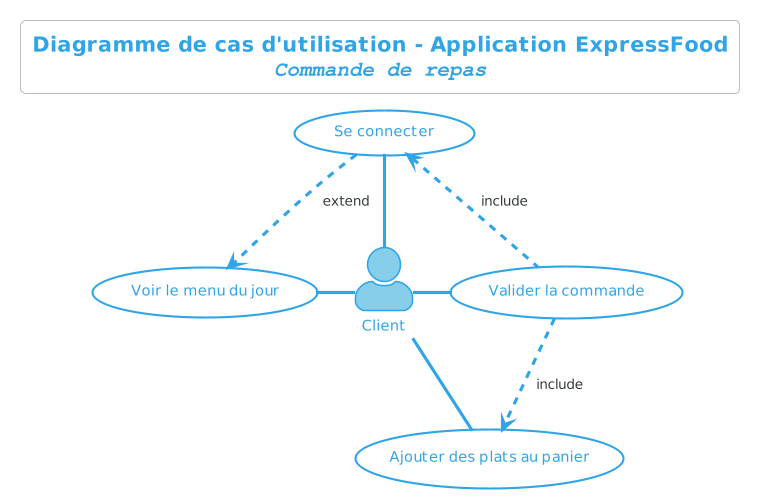 Diagramme de cas d'utilisation - Application ExpressFood
Commande de repas
Se connecter
extend
include
Voir le menu du jour
Valider la commande
Client
include
Ajouter des plats au panier